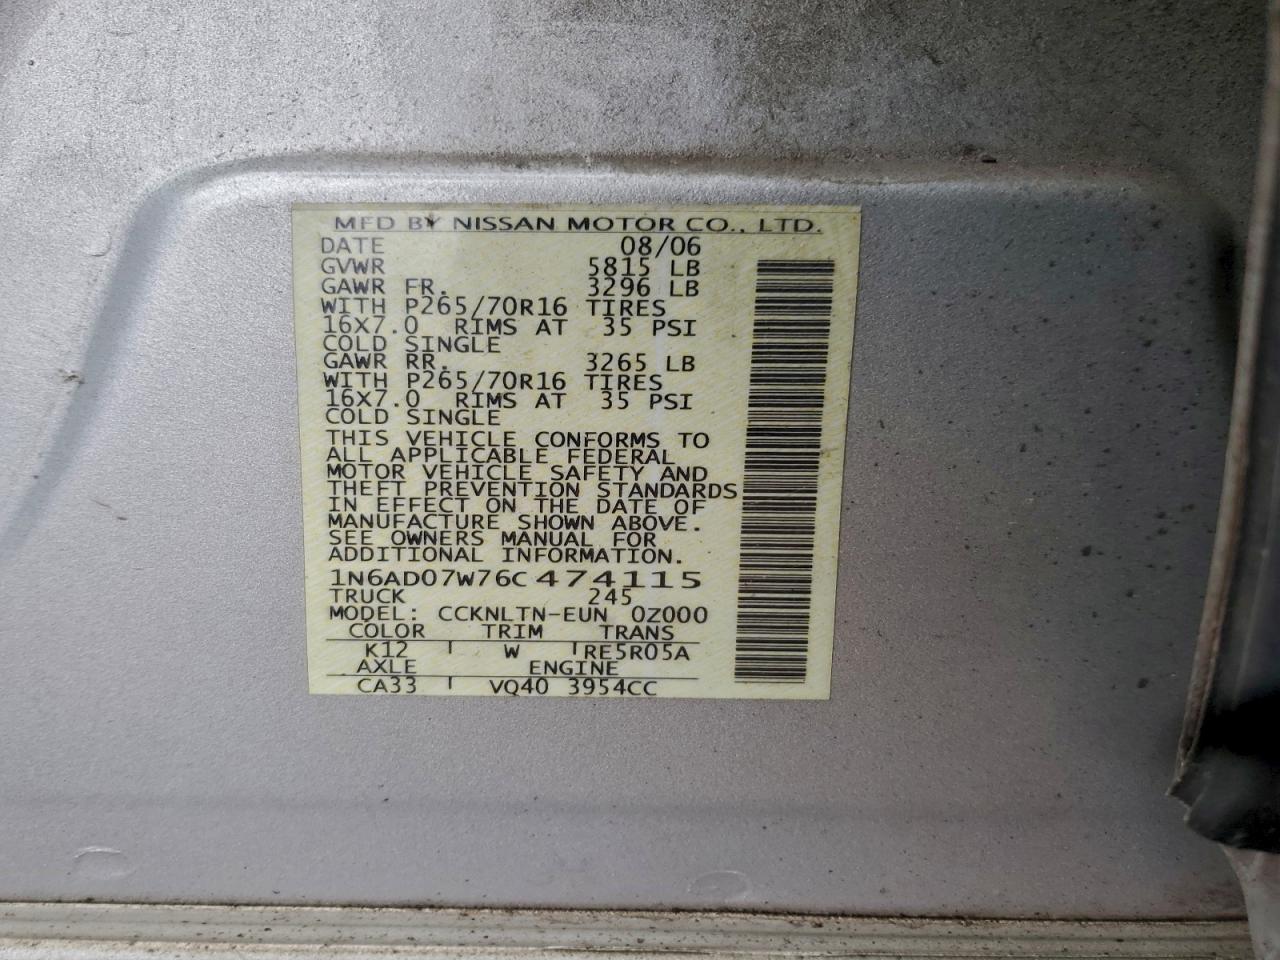 MFD BY NISSAN MOTOR CO., LTD.
DATE 08/06
GVWR 5815 LB
GAWR FR. 3296 LB
WITH P265/70R16 TIRES
16X7.0 RIMS AT 35 PSI
COLD SINGLE
GAWR RR. 3265 LB
WITH P265/70R16 TIRES
16X7.0 RIMS AT 35 PSI
COLD SINGLE
THIS VEHICLE CONFORMS TO
ALL APPLICABLE FEDERAL
MOTOR VEHICLE SAFETY AND
THEFT PREVENTION STANDARDS
IN EFFECT ON THE DATE OF
MANUFACTURE SHOWN ABOVE.
SEE OWNERS MANUAL FOR
ADDITIONAL INFORMATION.
1N6AD07W76C474115
TRUCK 245
MODEL: CCKNLTN-EUN 0Z000
COLOR TRIM TRANS
K12 W RE5R05A
AXLE ENGINE
CA33 VQ40 3954CC